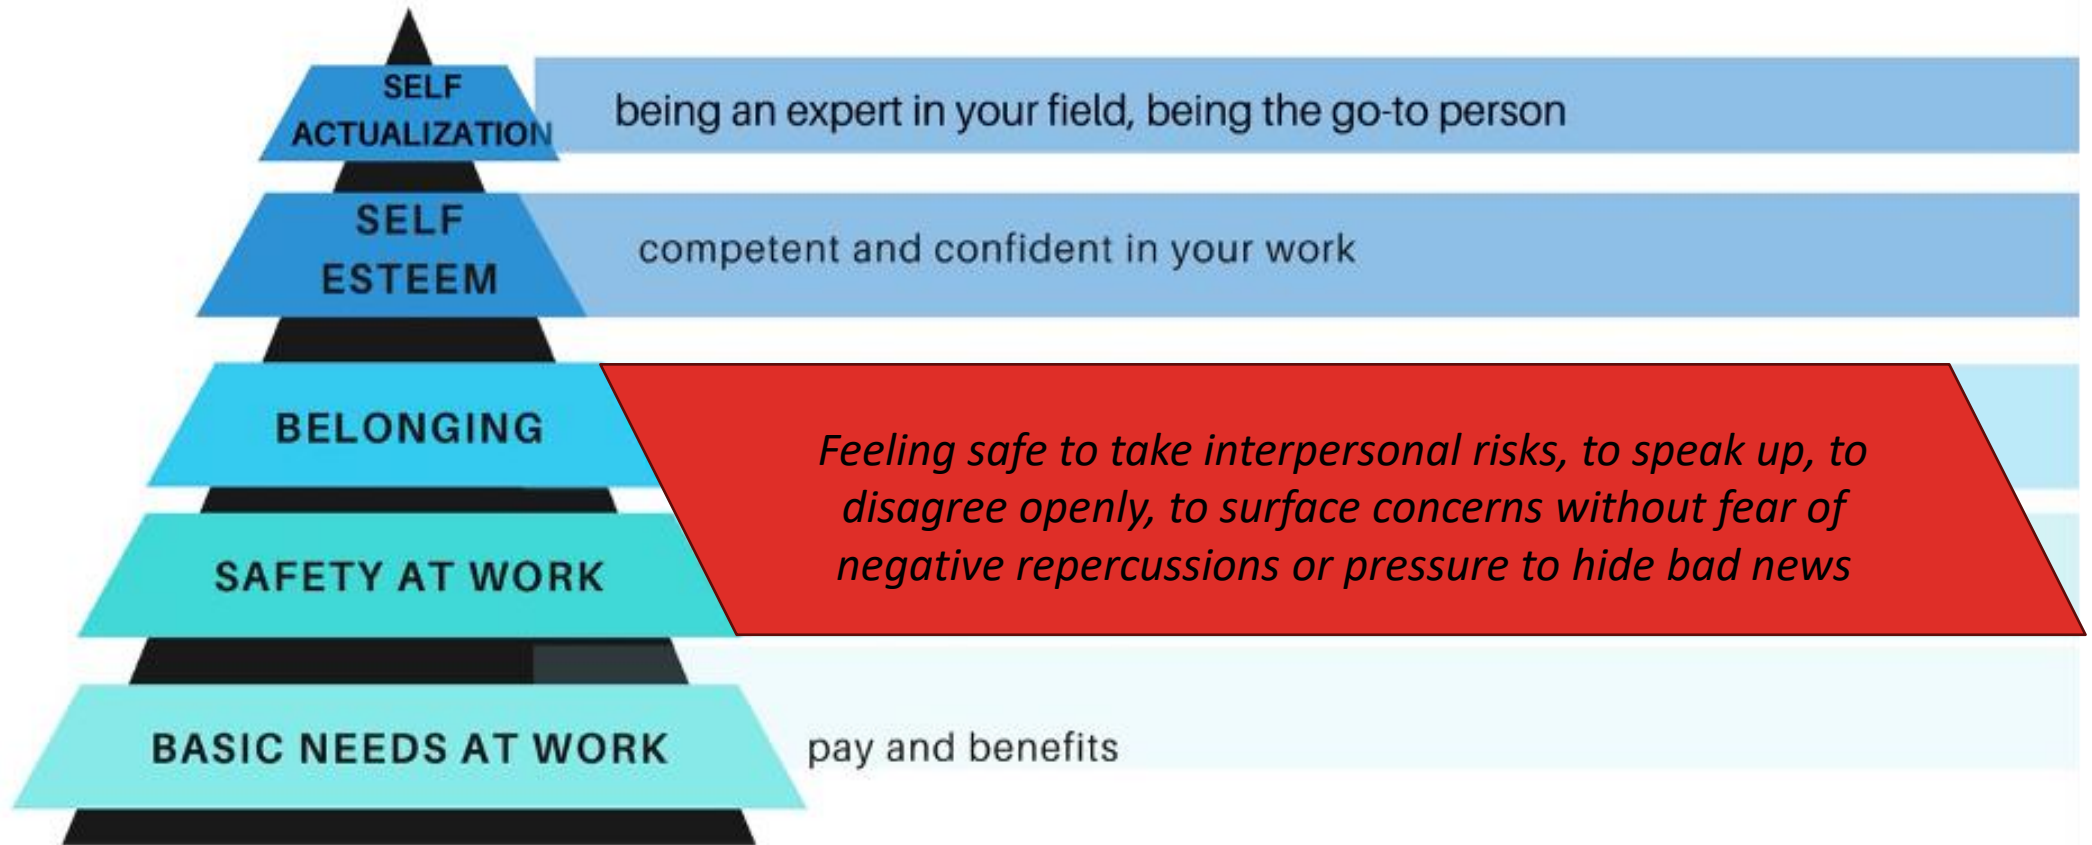 SELF
ACTUALIZATION
being an expert in your field, being the go-to person
SELF
ESTEEM
competent and confident in your work
BELONGING
Feeling safe to take interpersonal risks, to speak up, to
disagree openly, to surface concerns without fear of
negative repercussions or pressure to hide bad news
SAFETY AT WORK
BASIC NEEDS AT WORK
pay and benefits